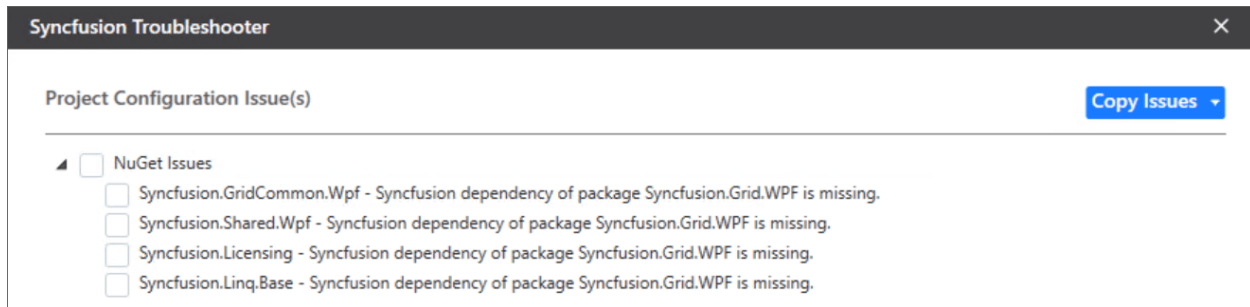 Syncfusion Troubleshooter
Project Configuration Issue(s)
Copy Issues
NuGet Issues
Syncfusion.GridCommon.Wpf - Syncfusion dependency of package Syncfusion.Grid.WPF is missing.
Syncfusion.Shared.Wpf - Syncfusion dependency of package Syncfusion.Grid.WPF is missing.
Syncfusion.Licensing - Syncfusion dependency of package Syncfusion.Grid.WPF is missing.
Syncfusion.Linq.Base - Syncfusion dependency of package Syncfusion.Grid.WPF is missing.